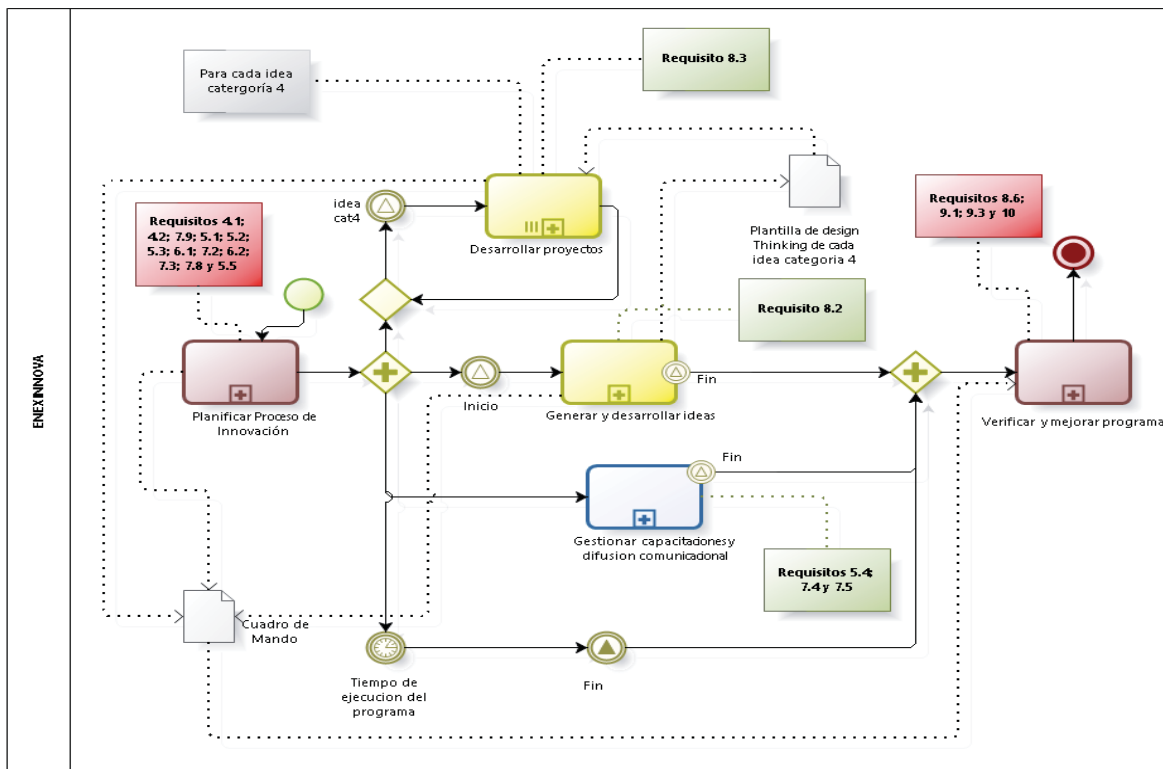 ENEXINNOVA
Para cada idea
catergoría 4
Requisito 8.3
idea
cat4
Desarrollar proyectos
Plantilla de design
Thinking de cada
idea categoria 4
Requisitos 8.6;
9.1; 9.3 y 10
Requisitos 4.1;
4.2; 7.9; 5.1; 5.2;
5.3; 6.1; 7.2; 6.2;
7.3; 7.8 y 5.5
Requisito 8.2
Planificar Proceso de
Innovación
Inicio
Generar y desarrollar ideas
Fin
Verificar y mejorar programa
Fin
Gestionar capacitaciones y
difusion comunicacional
Requisitos 5.4;
7.4 y 7.5
Cuadro de
Mando
Tiempo de
ejecucion del
programa
Fin